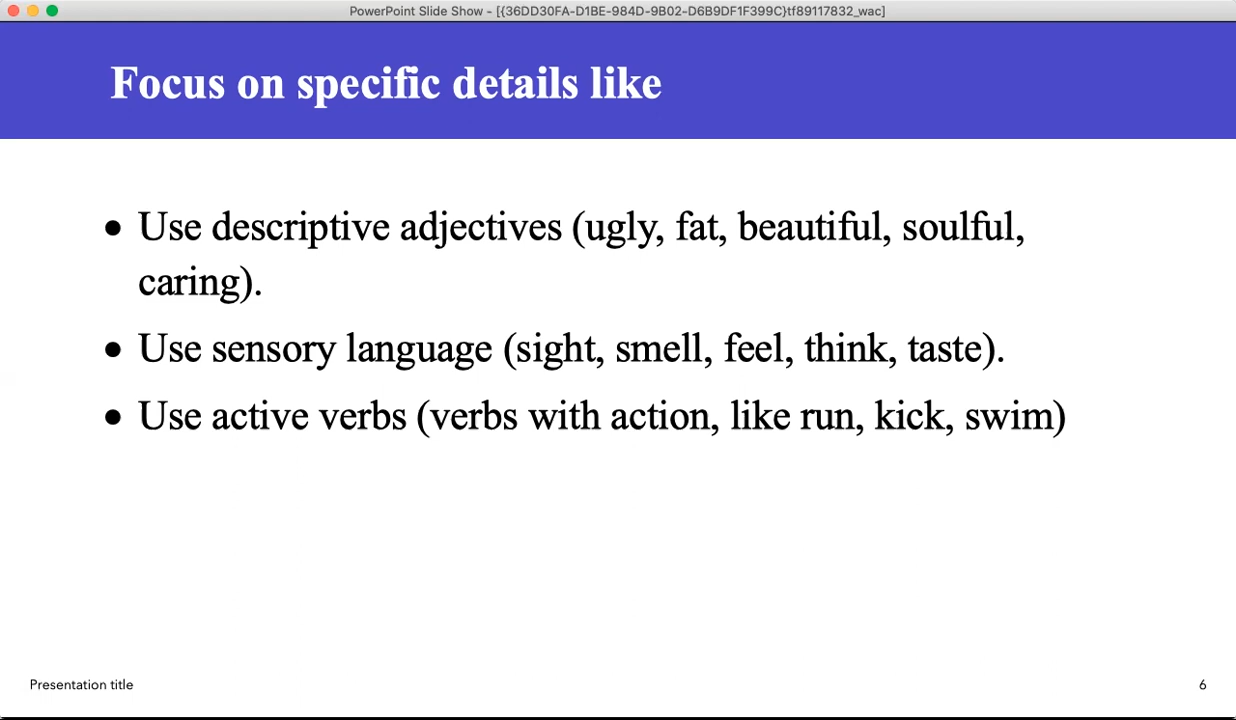 PowerPoint Slide Show - [{36DD30FA-D1BE-984D-9B02-D6B9DF1F399C}tf89117832_wac]
Focus on specific details like
• Use descriptive adjectives (ugly, fat, beautiful, soulful,
caring).
• Use sensory language (sight, smell, feel, think, taste).
• Use active verbs (verbs with action, like run, kick, swim)
Presentation title
6